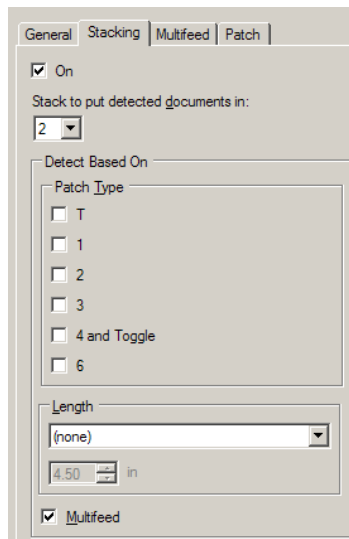 General Stacking Multifeed Patch
On
Stack to put detected documents in:
2
Detect Based On
Patch Type
T
1
2
3
4 and Toggle
6
Length
(none)
4.50 in
Multifeed